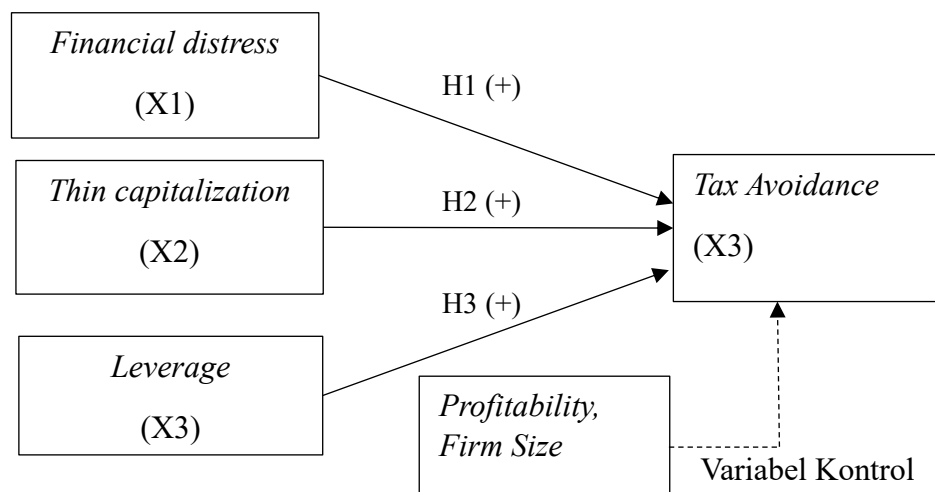 Financial distress
(X1)
H1 (+)
Thin capitalization
(X2)
H2 (+)
Tax Avoidance
(X3)
H3 (+)
Leverage
(X3)
Profitability,
Firm Size
Variabel Kontrol